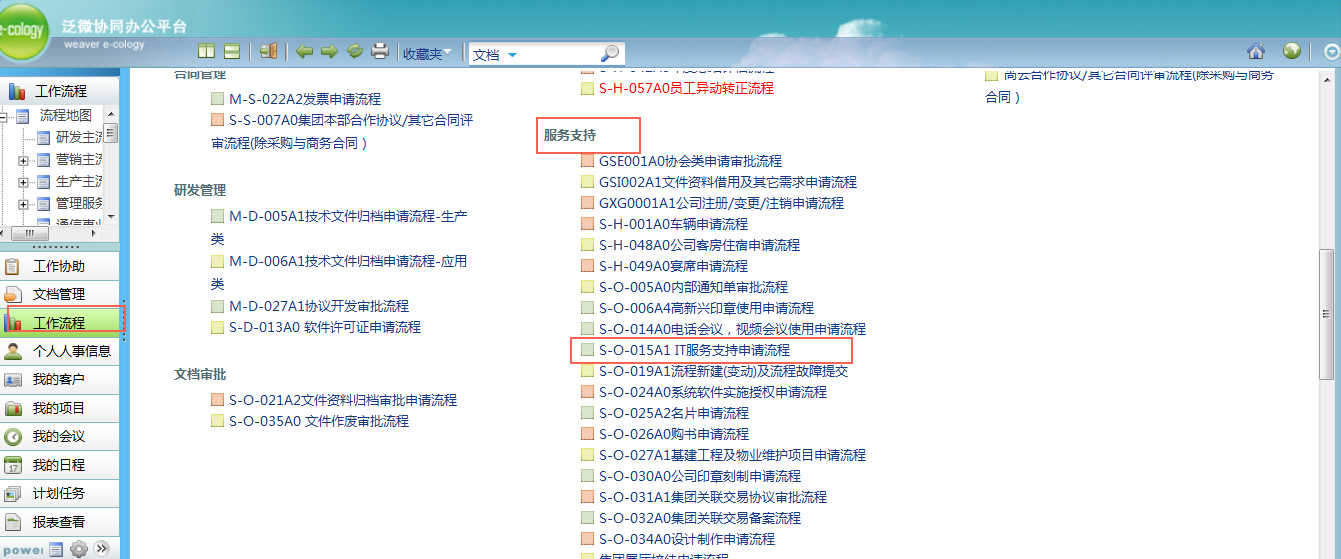 e-cology
泛微协同办公平台
weaver e-cology
收藏夹
文档
工作流程
流程地图
研发主流
营销主流
生产主流
管理服务
工作协助
文档管理
工作流程
个人人事信息
我的客户
我的项目
我的会议
我的日程
17
计划任务
报表查看
power
合同管理
M-S-022A2发票申请流程
S-S-007A0集团本部合作协议/其它合同评
审流程(除采购与商务合同）
研发管理
M-D-005A1技术文件归档申请流程-生产
类
M-D-006A1技术文件归档申请流程-应用
类
M-D-027A1协议开发审批流程
S-D-013A0 软件许可证申请流程
文档审批
S-O-021A2文件资料归档审批申请流程
S-O-035A0 文件作废审批流程
S-H-057A0员工异动转正流程
服务支持
GSE001A0协会类申请审批流程
GSI002A1文件资料借用及其它需求申请流程
GXG0001A1公司注册/变更/注销申请流程
S-H-001A0车辆申请流程
S-H-048A0公司客房住宿申请流程
S-H-049A0宴席申请流程
S-O-005A0内部通知单审批流程
S-O-006A4高新兴印章使用申请流程
S-O-014A0电话会议，视频会议使用申请流程
S-O-015A1 IT服务支持申请流程
S-O-019A1流程新建(变动)及流程故障提交
S-O-024A0系统软件实施授权申请流程
S-O-025A2名片申请流程
S-O-026A0购书申请流程
S-O-027A1基建工程及物业维护项目申请流程
S-O-030A0公司印章刻制申请流程
S-O-031A1集团关联交易协议审批流程
S-O-032A0集团关联交易备案流程
S-O-034A0设计制作申请流程
集团展厅接待申请流程
尚云合作协议/其它合同评审流程(除采购与商务
合同）